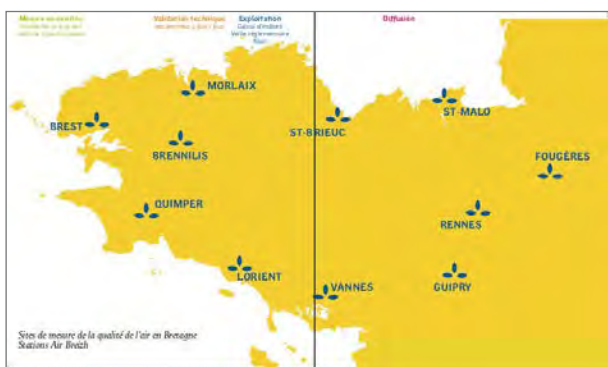 Mesure en continu
Validation technique
Exploitation
Diffusion
MORLAIX
ST-MALO
BREST
ST-BRIEUC
BRENNILIS
FOUGÈRES
QUIMPER
RENNES
LORIENT
GUIPRY
VANNES
Sites de mesure de la qualité de l'air en Bretagne
Stations Air Breizh